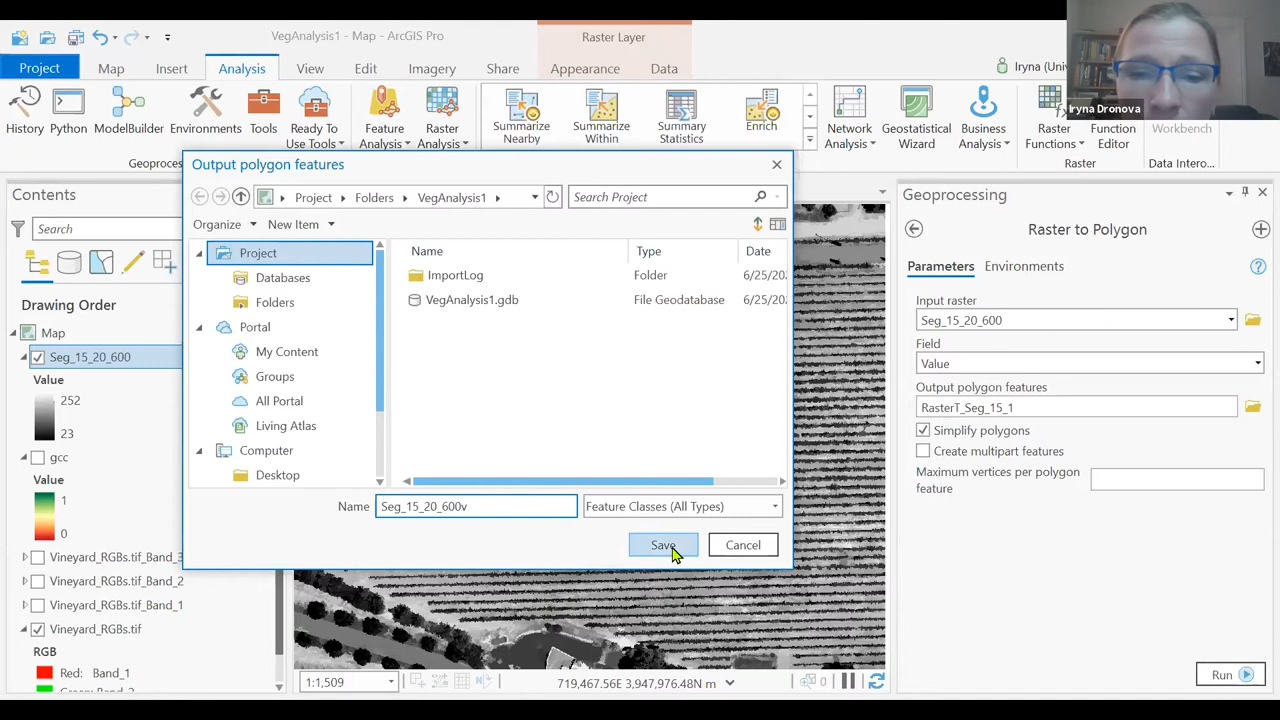 VegAnalysis1 - Map - ArcGIS Pro
Raster Layer
Project
Map
Insert
Analysis
View
Edit
Imagery
Share
Appearance
Data
Iryna (Univ
Iryna Dronova
History
Python
ModelBuilder
Environments
Tools
Ready To
Use Tools
Feature
Analysis
Raster
Analysis
Summarize
Nearby
Summarize
Within
Summary
Statistics
Enrich
Network
Analysis
Geostatistical
Wizard
Business
Analysis
Raster
Functions
Function
Editor
Workbench
Geoproces
Raster
Data Intero...
Contents
Search
Drawing Order
Map
Seg_15_20_600
Value
252
23
gcc
Value
1
0
Vineyard_RGBs.tif_Band_3
Vineyard_RGBs.tif_Band_2
Vineyard_RGBs.tif_Band_1
Vineyard_RGBs.tif
RGB
Red: Band_1
Output polygon features
Project
Folders
VegAnalysis1
Search Project
Organize
New Item
Project
Databases
Folders
Portal
My Content
Groups
All Portal
Living Atlas
Computer
Desktop
Name
Type
Date
ImportLog
Folder
6/25/202
VegAnalysis1.gdb
File Geodatabase
6/25/202
Name
Seg_15_20_600v
Feature Classes (All Types)
Save
Cancel
1:1,509
719,467.56E 3,947,976.48N m
0
Geoprocessing
Raster to Polygon
Parameters
Environments
Input raster
Seg_15_20_600
Field
Value
Output polygon features
RasterT_Seg_15_1
Simplify polygons
Create multipart features
Maximum vertices per polygon
feature
Run